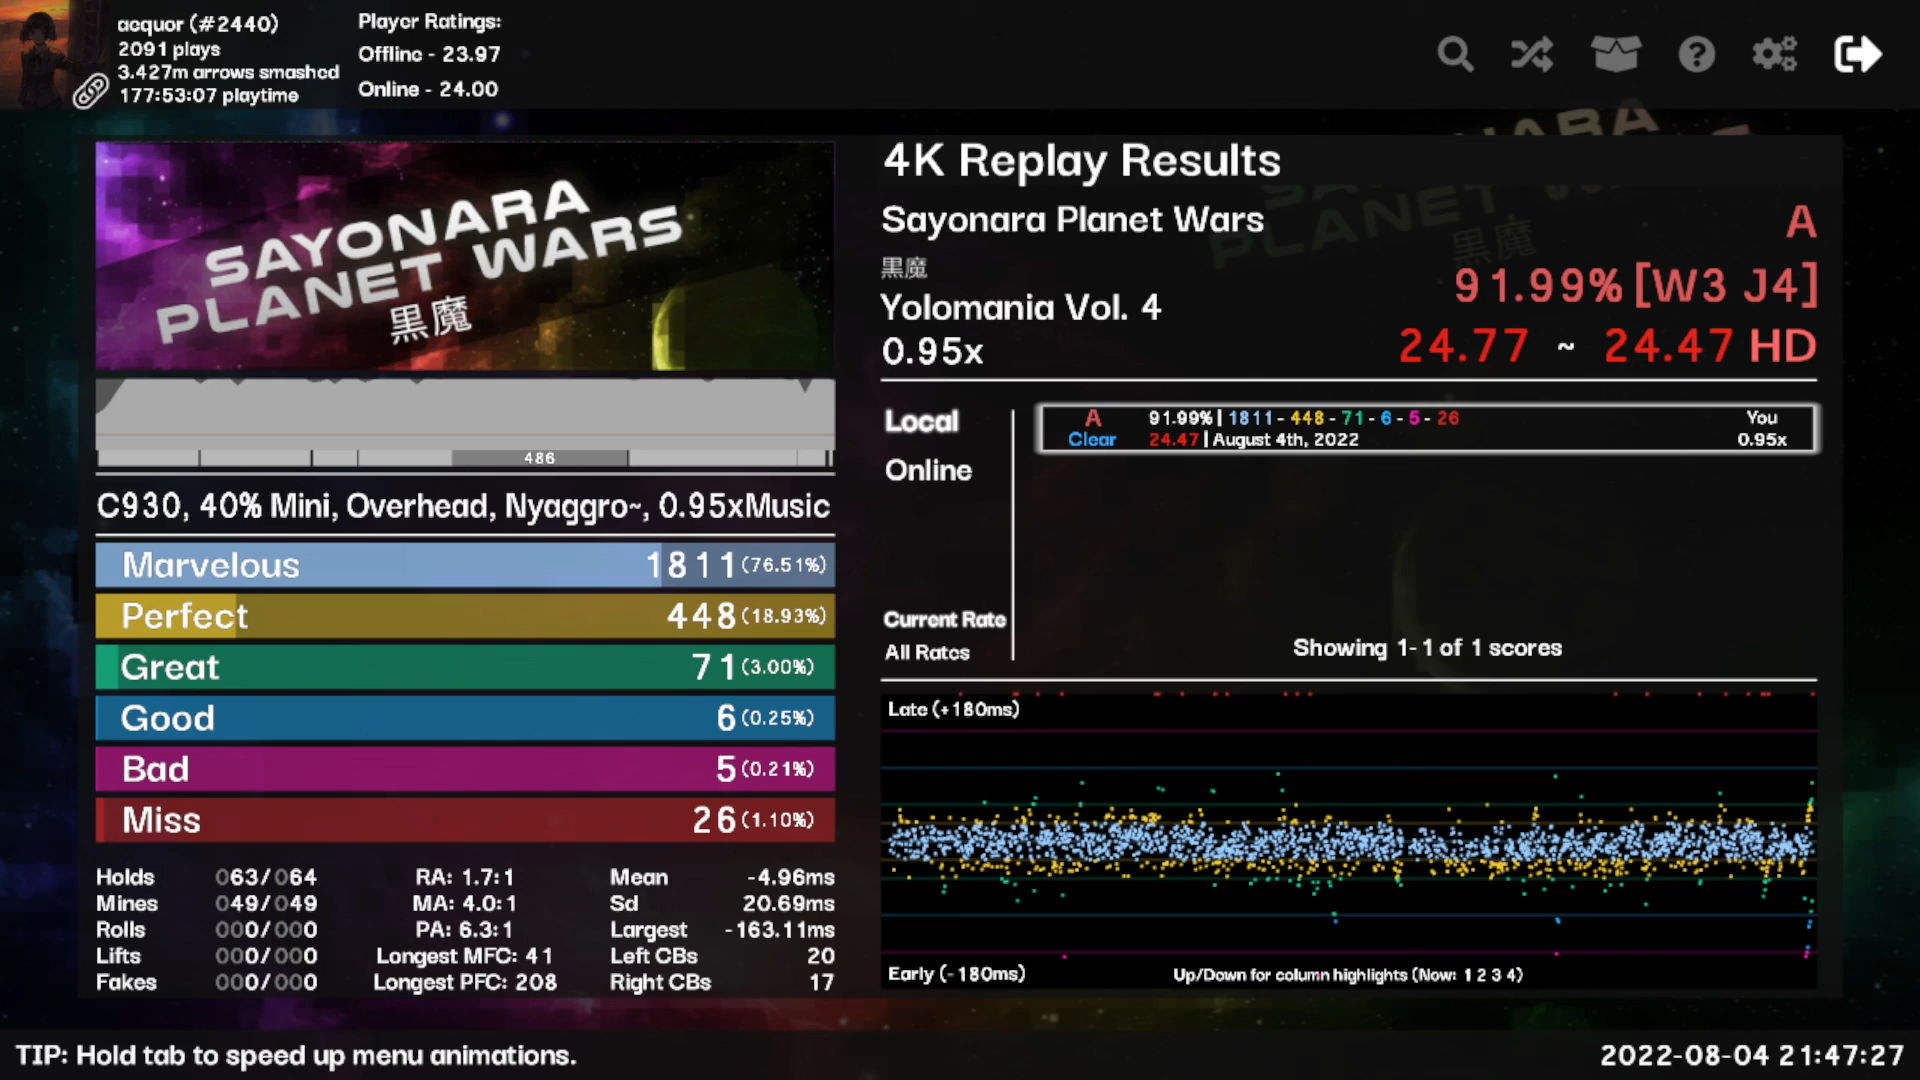 aequor (#2440)
2091 plays
3.427m arrows smashed
177:53:07 playtime
Player Ratings:
Offline - 23.97
Online - 24.00
SAYONARA
PLANET WARS
黒魔
486
C930, 40% Mini, Overhead, Nyaggro~, 0.95xMusic
Marvelous 1811 (76.51%)
Perfect 448 (18.93%)
Great 71 (3.00%)
Good 6 (0.25%)
Bad 5 (0.21%)
Miss 26 (1.10%)
Holds 063/064
Mines 049/049
Rolls 000/000
Lifts 000/000
Fakes 000/000
RA: 1.7:1
MA: 4.0:1
PA: 6.3:1
Longest MFC: 41
Longest PFC: 208
Mean -4.96ms
Sd 20.69ms
Largest -163.11ms
Left CBs 20
Right CBs 17
4K Replay Results
Sayonara Planet Wars
A
黒魔
91.99% [W3 J4]
Yolomania Vol. 4
0.95x
24.77 ~ 24.47 HD
Local
Online
Current Rate
All Rates
A 91.99% | 1811 - 448 - 71 - 6 - 5 - 26 You
Clear 24.47 | August 4th, 2022 0.95x
Showing 1-1 of 1 scores
Late (+180ms)
Early (-180ms)
Up/Down for column highlights (Now: 1 2 3 4)
TIP: Hold tab to speed up menu animations.
2022-08-04 21:47:27